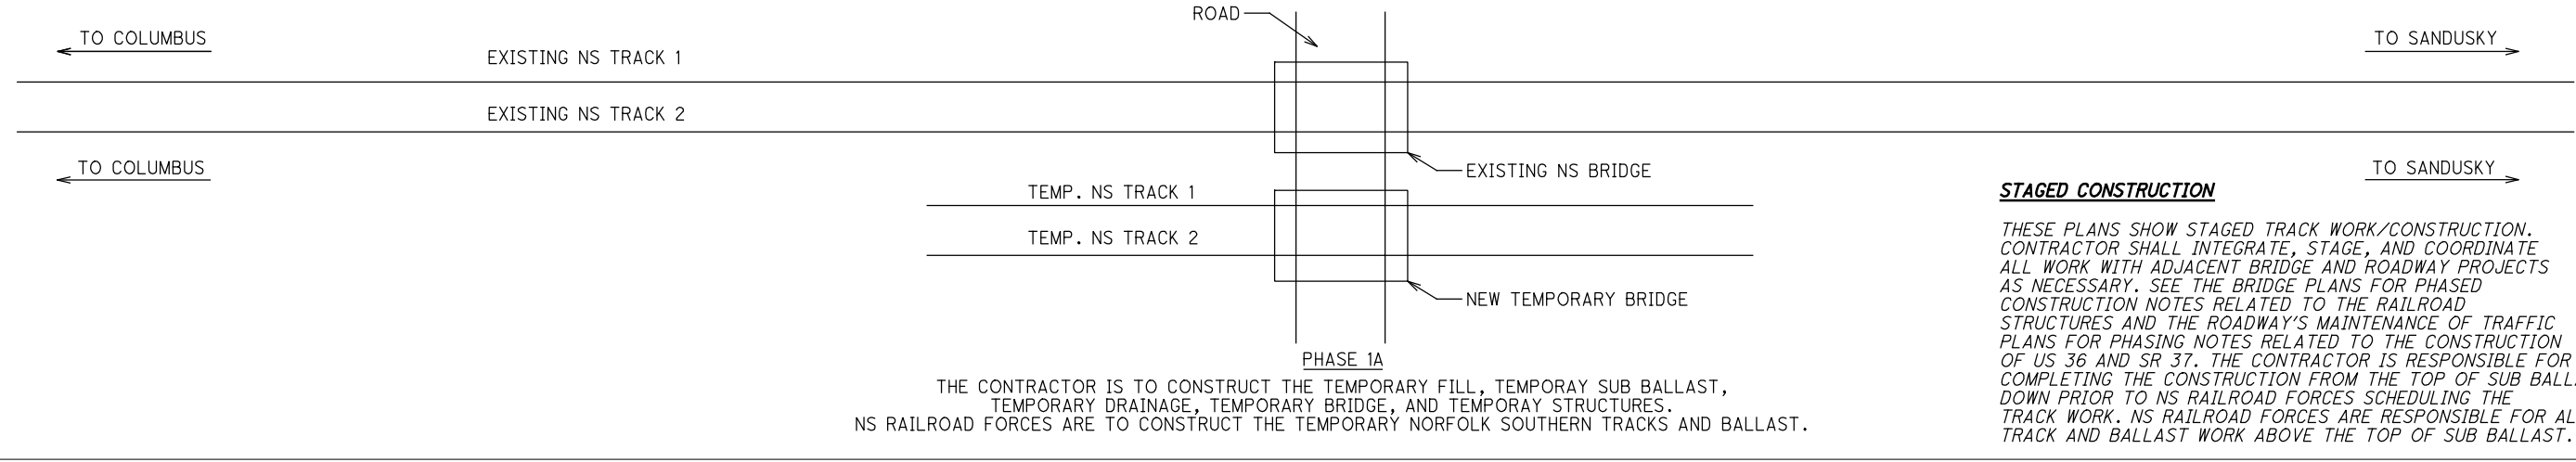 ROAD
TO COLUMBUS
TO SANDUSKY
EXISTING NS TRACK 1
EXISTING NS TRACK 2
TO COLUMBUS
TO SANDUSKY
EXISTING NS BRIDGE
TEMP. NS TRACK 1
TEMP. NS TRACK 2
NEW TEMPORARY BRIDGE
PHASE 1A
THE CONTRACTOR IS TO CONSTRUCT THE TEMPORARY FILL, TEMPORAY SUB BALLAST,
TEMPORARY DRAINAGE, TEMPORARY BRIDGE, AND TEMPORAY STRUCTURES.
NS RAILROAD FORCES ARE TO CONSTRUCT THE TEMPORARY NORFOLK SOUTHERN TRACKS AND BALLAST.
STAGED CONSTRUCTION
THESE PLANS SHOW STAGED TRACK WORK/CONSTRUCTION.
CONTRACTOR SHALL INTEGRATE, STAGE, AND COORDINATE
ALL WORK WITH ADJACENT BRIDGE AND ROADWAY PROJECTS
AS NECESSARY. SEE THE BRIDGE PLANS FOR PHASED
CONSTRUCTION NOTES RELATED TO THE RAILROAD
STRUCTURES AND THE ROADWAY'S MAINTENANCE OF TRAFFIC
PLANS FOR PHASING NOTES RELATED TO THE CONSTRUCTION
OF US 36 AND SR 37. THE CONTRACTOR IS RESPONSIBLE FOR
COMPLETING THE CONSTRUCTION FROM THE TOP OF SUB
DOWN PRIOR TO NS RAILROAD FORCES SCHEDULING THE
TRACK WORK. NS RAILROAD FORCES ARE RESPONSIBLE FOR
TRACK AND BALLAST WORK ABOVE THE TOP OF SUB BALLAST.